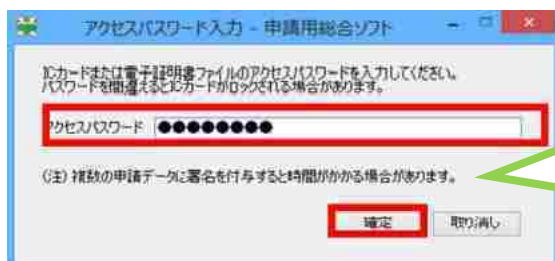 アクセスパスワード入力 - 申請用総合ソフト
ICカードまたは電子証明書ファイルのアクセスパスワードを入力してください。
パスワードを間違えるとICカードがロックされる場合があります。
アクセスパスワード ●●●●●●●●
(注) 複数の申請データに署名を付与すると時間がかかる場合があります。
確定 取り消し